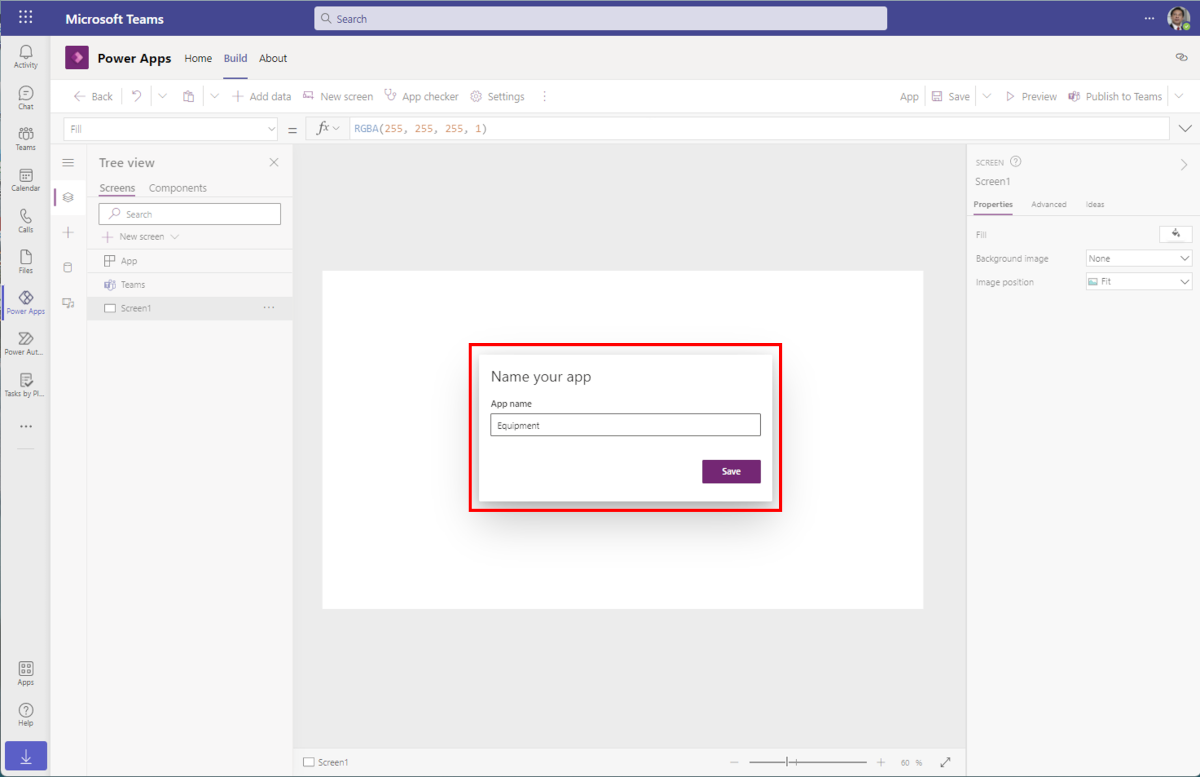 Microsoft Teams
Search
Activity
Chat
Teams
Calendar
Calls
Files
Power Apps
Power Aut...
Tasks by Pl...
Apps
Help
Power Apps Home Build About
Back Add data New screen App checker Settings App Save Preview Publish to Teams
Fill = fx RGBA(255, 255, 255, 1)
Tree view
Screens Components
Search
New screen
App
Teams
Screen1
Name your app
App name
Equipment
Save
SCREEN
Screen1
Properties Advanced Ideas
Fill
Background image None
Image position Fit
Screen1 60 %